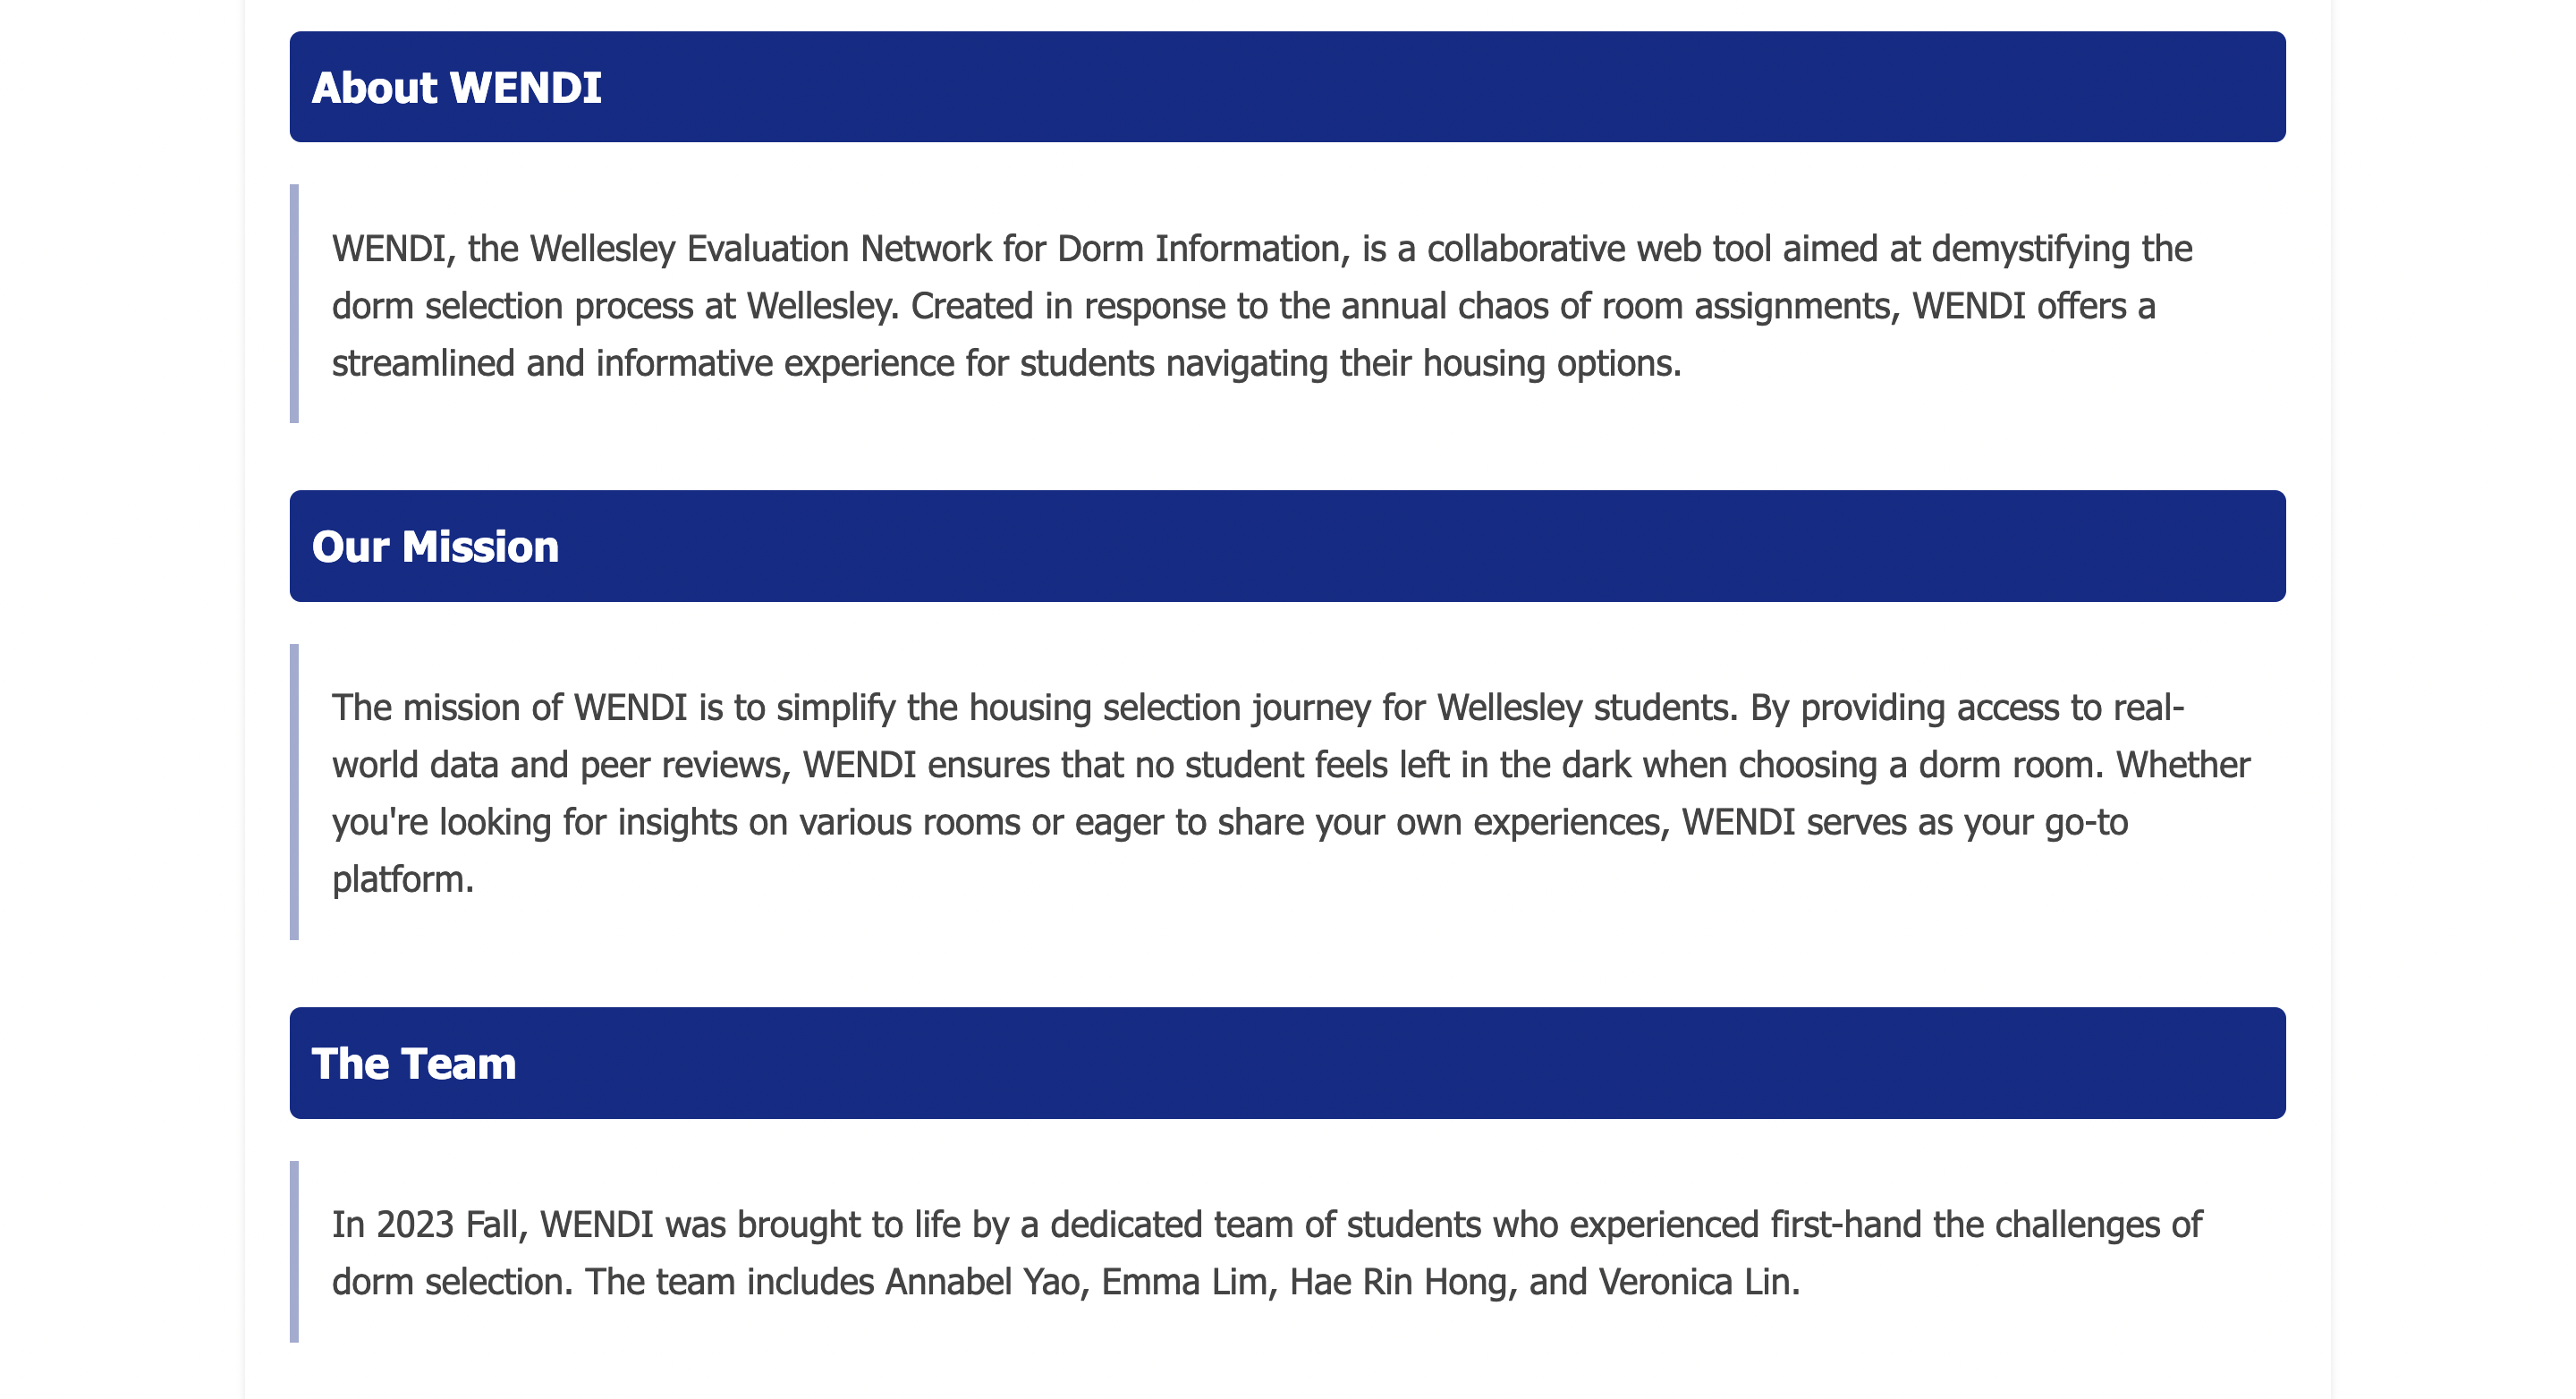 About WENDI
WENDI, the Wellesley Evaluation Network for Dorm Information, is a collaborative web tool aimed at demystifying the
dorm selection process at Wellesley. Created in response to the annual chaos of room assignments, WENDI offers a
streamlined and informative experience for students navigating their housing options.
Our Mission
The mission of WENDI is to simplify the housing selection journey for Wellesley students. By providing access to real-
world data and peer reviews, WENDI ensures that no student feels left in the dark when choosing a dorm room. Whether
you're looking for insights on various rooms or eager to share your own experiences, WENDI serves as your go-to
platform.
The Team
In 2023 Fall, WENDI was brought to life by a dedicated team of students who experienced first-hand the challenges of
dorm selection. The team includes Annabel Yao, Emma Lim, Hae Rin Hong, and Veronica Lin.